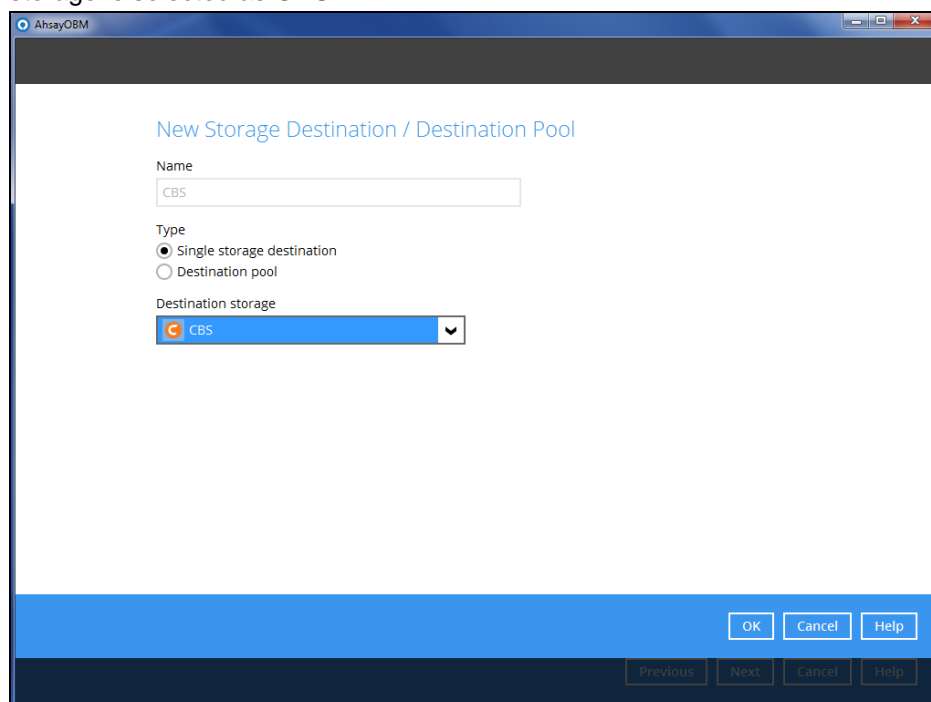 AhsayOBM
New Storage Destination / Destination Pool
Name
CBS
Type
Single storage destination
Destination pool
Destination storage
CBS
OK Cancel Help
Previous Next Cancel Help